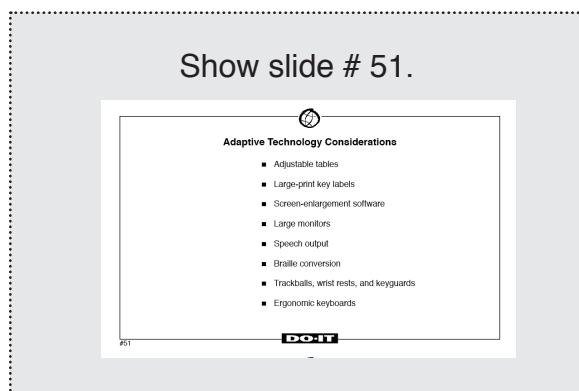 Show slide # 51.
Adaptive Technology Considerations
■ Adjustable tables
■ Large-print key labels
■ Screen-enlargement software
■ Large monitors
■ Speech output
■ Braille conversion
■ Trackballs, wrist rests, and keyguards
■ Ergonomic keyboards
#51
DO-IT